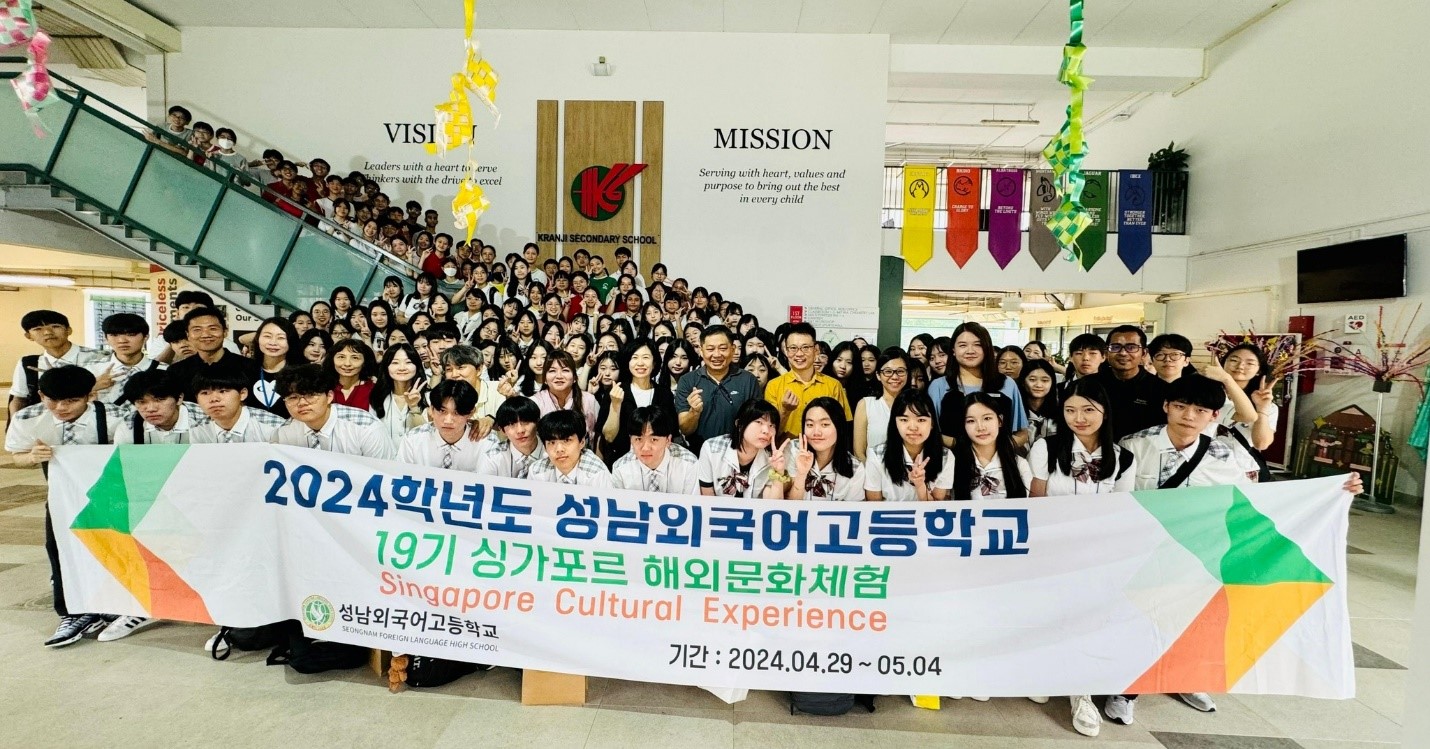 VISION
Leaders with a heart to serve
Thinkers with the drive to excel
MISSION
Serving with heart, values and
purpose to bring out the best
in every child
KRANJI SECONDARY SCHOOL
AED
2024학년도 성남외국어고등학교
19기 싱가포르 해외문화체험
Singapore Cultural Experience
성남외국어고등학교
SEONGNAM FOREIGN LANGUAGE HIGH SCHOOL
기간 : 2024.04.29 ~ 05.04